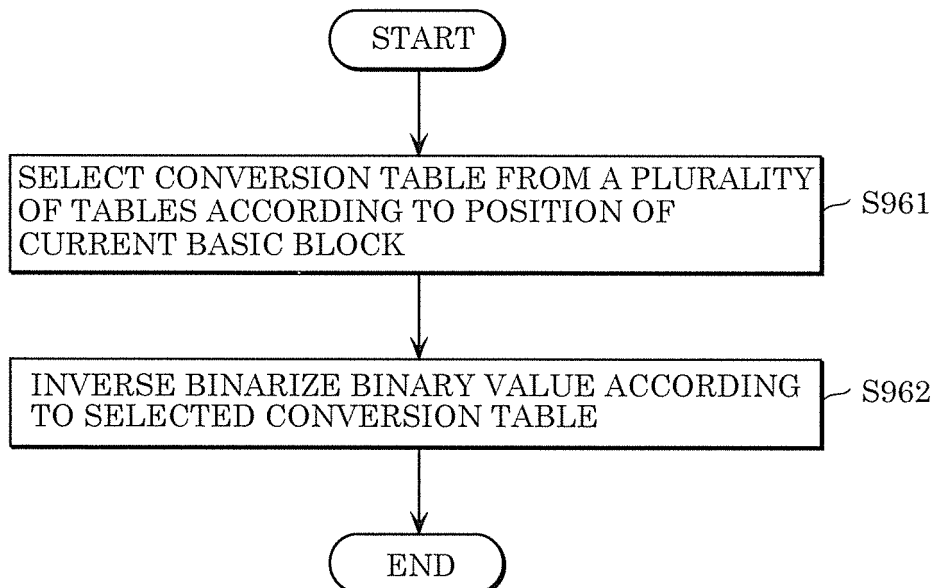 START
SELECT CONVERSION TABLE FROM A PLURALITY
OF TABLES ACCORDING TO POSITION OF
CURRENT BASIC BLOCK
S961
INVERSE BINARIZE BINARY VALUE ACCORDING
TO SELECTED CONVERSION TABLE
S962
END